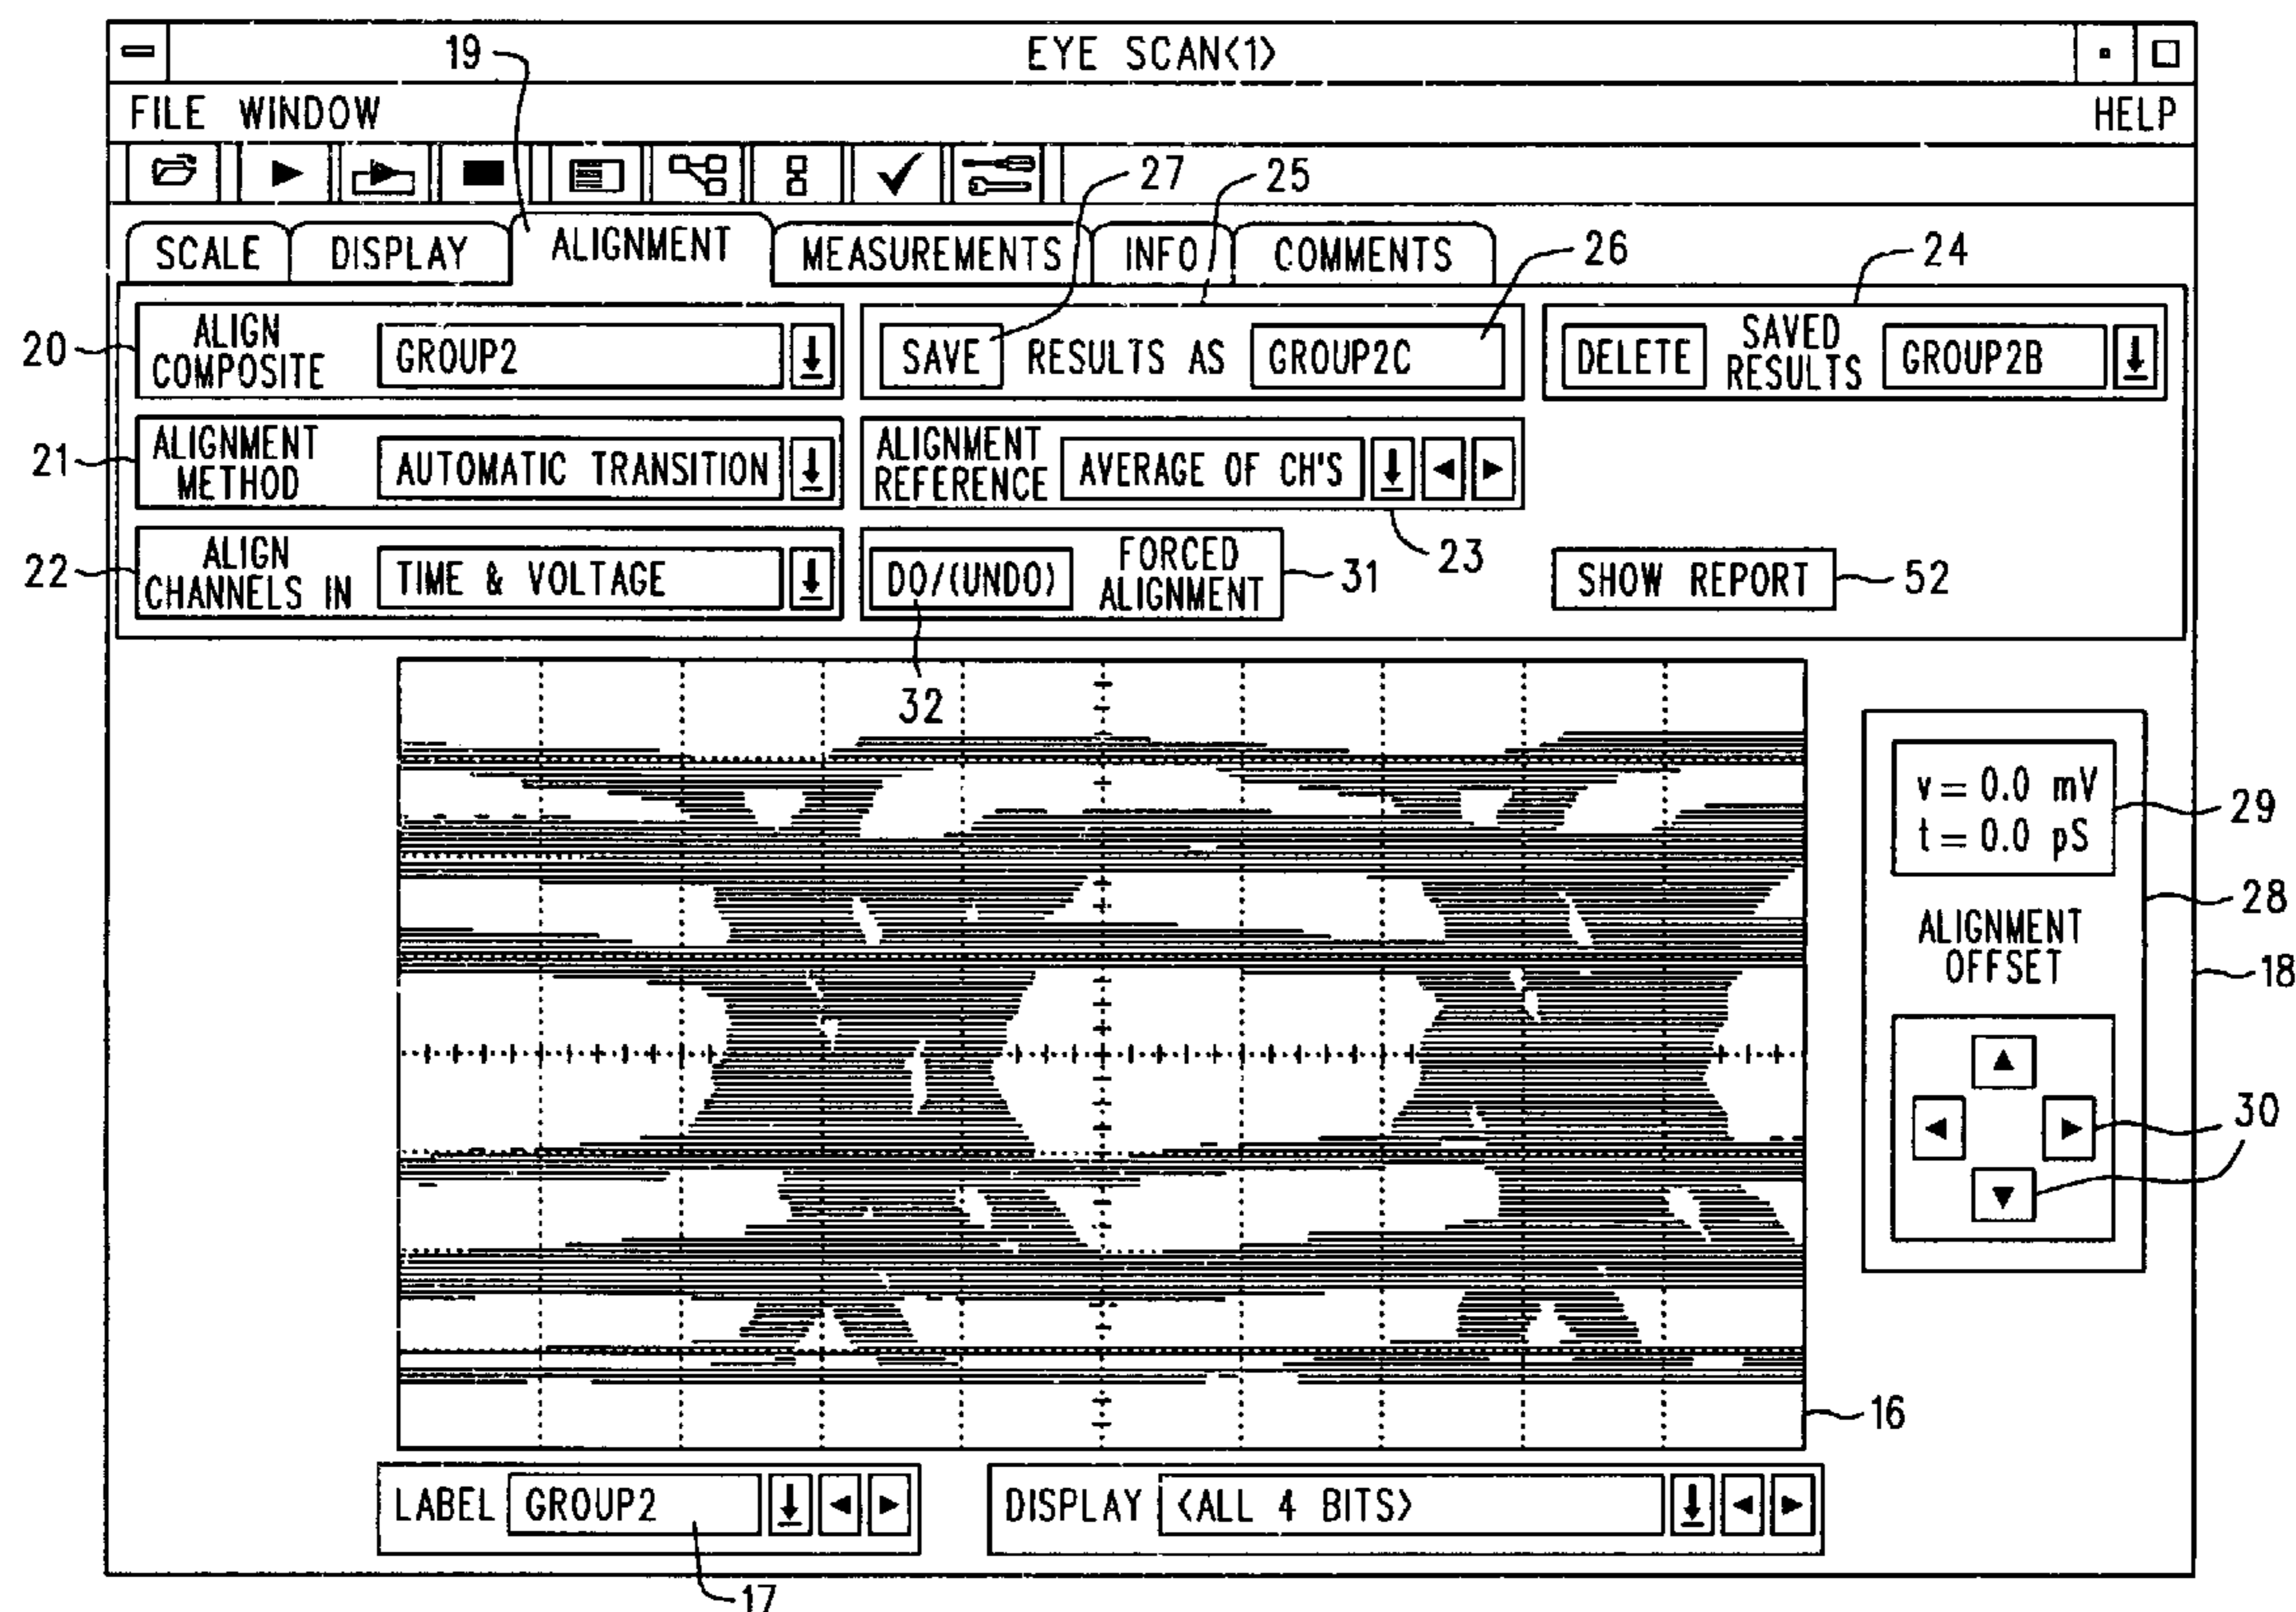 19
EYE SCAN<1>
FILE WINDOW
HELP
27
25
SCALE
DISPLAY
ALIGNMENT
MEASUREMENTS
INFO
COMMENTS
26
24
20
ALIGN
COMPOSITE
GROUP2
SAVE
RESULTS AS
GROUP2C
DELETE
SAVED
RESULTS
GROUP2B
21
ALIGNMENT
METHOD
AUTOMATIC TRANSITION
ALIGNMENT
REFERENCE
AVERAGE OF CH'S
23
22
ALIGN
CHANNELS IN
TIME & VOLTAGE
DO/(UNDO)
FORCED
ALIGNMENT
31
SHOW REPORT
52
32
v = 0.0 mV
t = 0.0 pS
29
28
ALIGNMENT
OFFSET
18
30
16
LABEL
GROUP2
DISPLAY
<ALL 4 BITS>
17